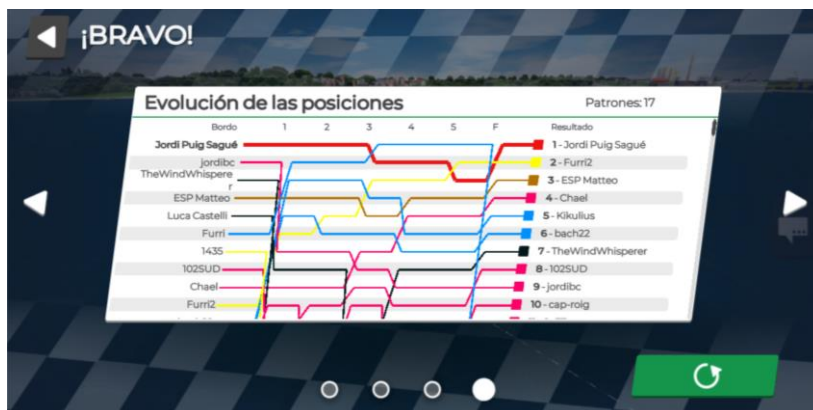 ¡BRAVO!
Evolución de las posiciones Patrones: 17
Bordo 1 2 3 4 5 F Resultado
Jordi Puig Sagué 1 - Jordi Puig Sagué
jordibc 2 - Furri2
TheWindWhispere
r 3 - ESP Matteo
ESP Matteo 4 - Chael
Luca Castelli 5 - Kikulius
Furri 6 - bach22
1435 7 - TheWindWhisperer
102SUD 8 - 102SUD
Chael 9 - jordibc
Furri2 10 - cap-roig